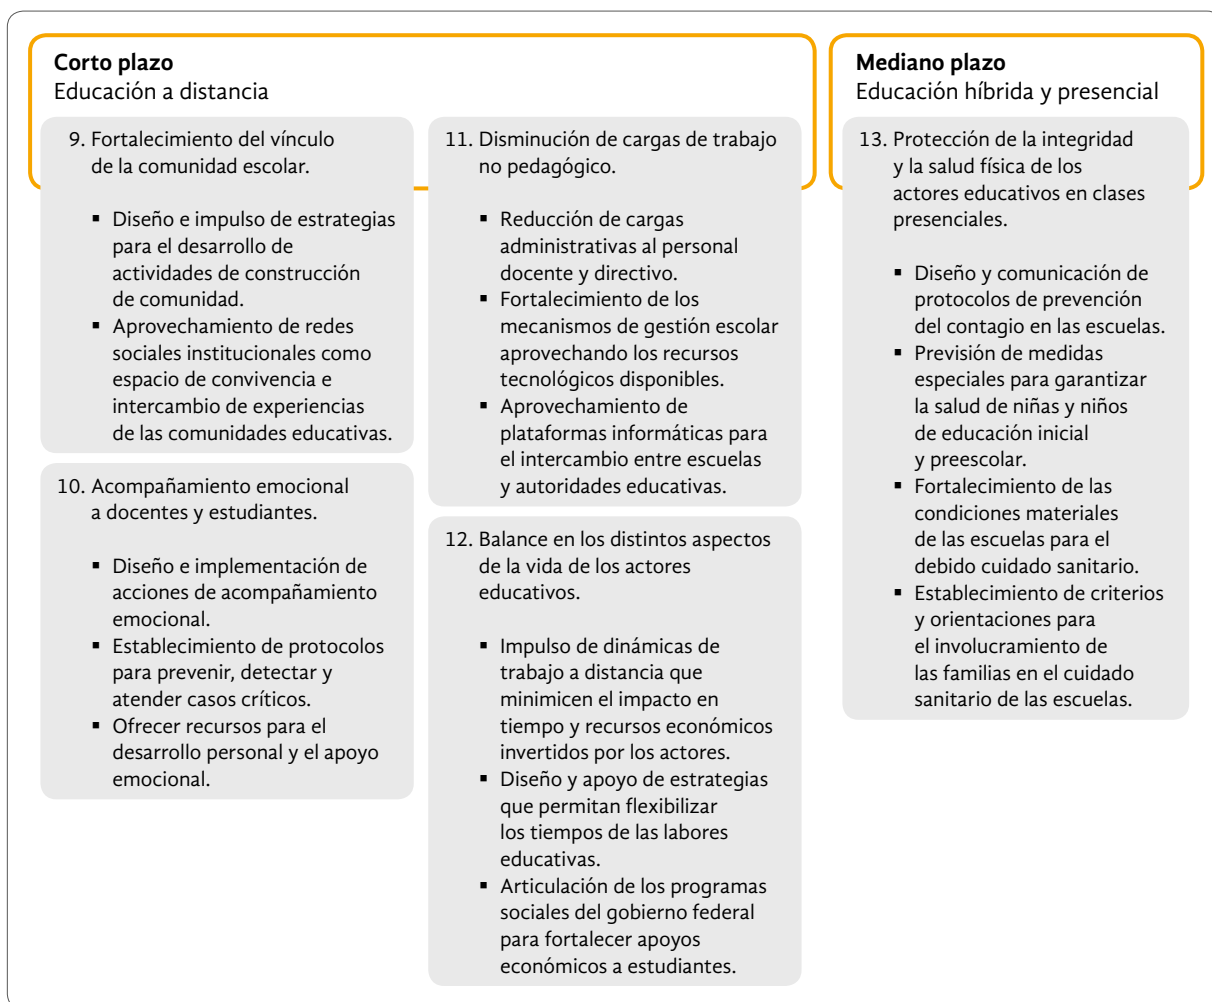 Corto plazo
Educación a distancia
9. Fortalecimiento del vínculo
de la comunidad escolar.
▪ Diseño e impulso de estrategias
para el desarrollo de
actividades de construcción
de comunidad.
▪ Aprovechamiento de redes
sociales institucionales como
espacio de convivencia e
intercambio de experiencias
de las comunidades educativas.
10. Acompañamiento emocional
a docentes y estudiantes.
▪ Diseño e implementación de
acciones de acompañamiento
emocional.
▪ Establecimiento de protocolos
para prevenir, detectar y
atender casos críticos.
▪ Ofrecer recursos para el
desarrollo personal y el apoyo
emocional.
11. Disminución de cargas de trabajo
no pedagógico.
▪ Reducción de cargas
administrativas al personal
docente y directivo.
▪ Fortalecimiento de los
mecanismos de gestión escolar
aprovechando los recursos
tecnológicos disponibles.
▪ Aprovechamiento de
plataformas informáticas para
el intercambio entre escuelas
y autoridades educativas.
12. Balance en los distintos aspectos
de la vida de los actores
educativos.
▪ Impulso de dinámicas de
trabajo a distancia que
minimicen el impacto en
tiempo y recursos económicos
invertidos por los actores.
▪ Diseño y apoyo de estrategias
que permitan flexibilizar
los tiempos de las labores
educativas.
▪ Articulación de los programas
sociales del gobierno federal
para fortalecer apoyos
económicos a estudiantes.
Mediano plazo
Educación híbrida y presencial
13. Protección de la integridad
y la salud física de los
actores educativos en clases
presenciales.
▪ Diseño y comunicación de
protocolos de prevención
del contagio en las escuelas.
▪ Previsión de medidas
especiales para garantizar
la salud de niñas y niños
de educación inicial
y preescolar.
▪ Fortalecimiento de las
condiciones materiales
de las escuelas para el
debido cuidado sanitario.
▪ Establecimiento de criterios
y orientaciones para
el involucramiento de
las familias en el cuidado
sanitario de las escuelas.